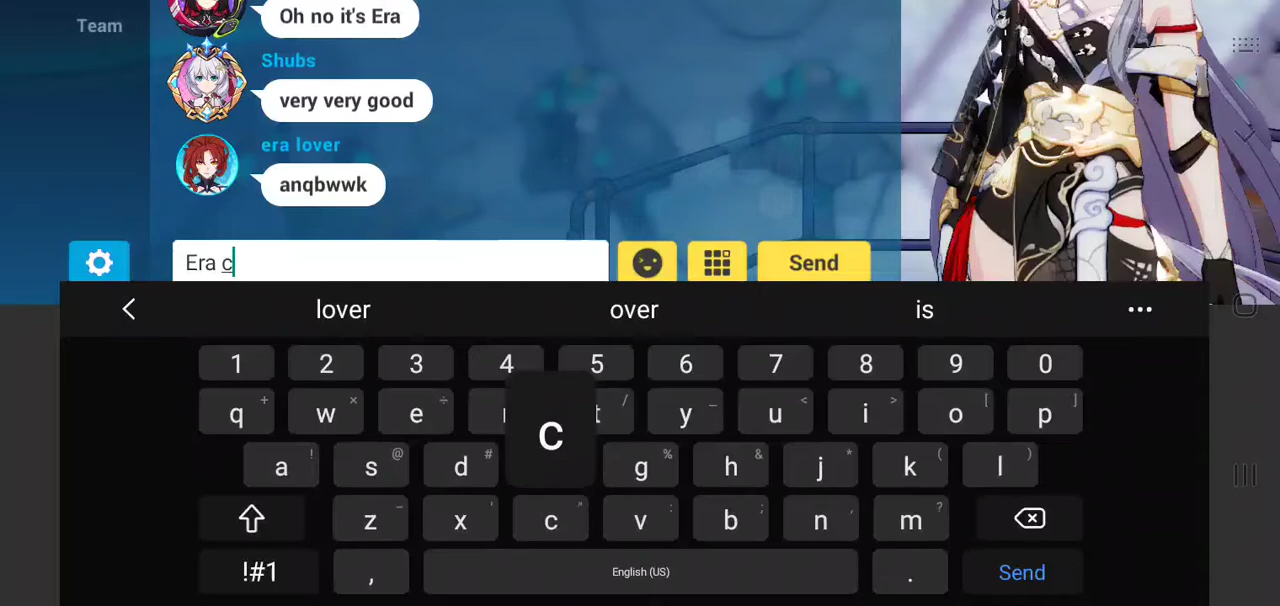 Team
Oh no it's Era
Shubs
very very good
era lover
anqbwwk
Era c
Send
lover over is
1 2 3 4 5 6 7 8 9 0
q + w × e ÷ t / y _ u < i > o [ p ]
c
a ! s @ d # g % h & j * k ( l )
z - x ' c " v : b ; n , m ?
!#1 , English (US) . Send